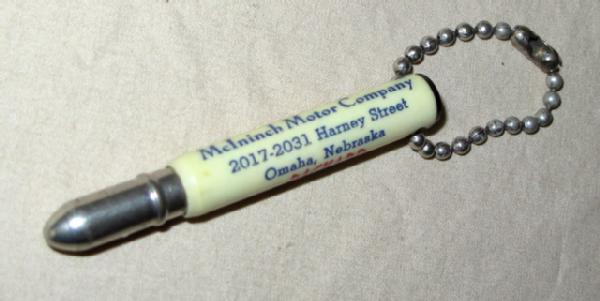 McIninch Motor Company
2017-2031 Harney Street
Omaha, Nebraska